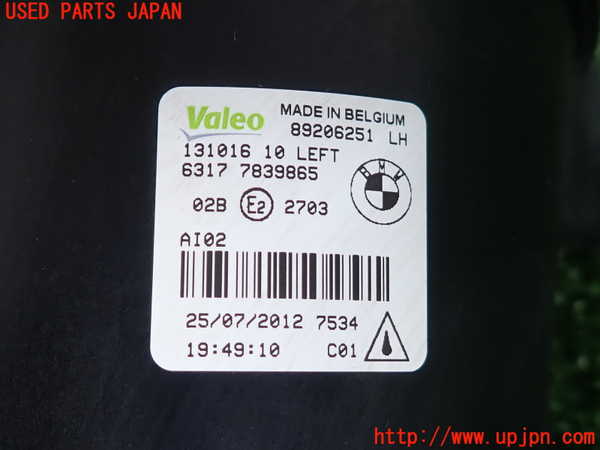 USED PARTS JAPAN
Valeo
MADE IN BELGIUM
89206251 LH
131016 10 LEFT
6317 7839865
BMW
02B E2 2703
AI02
25/07/2012 7534
19:49:10 C01
http://www.upjpn.com/